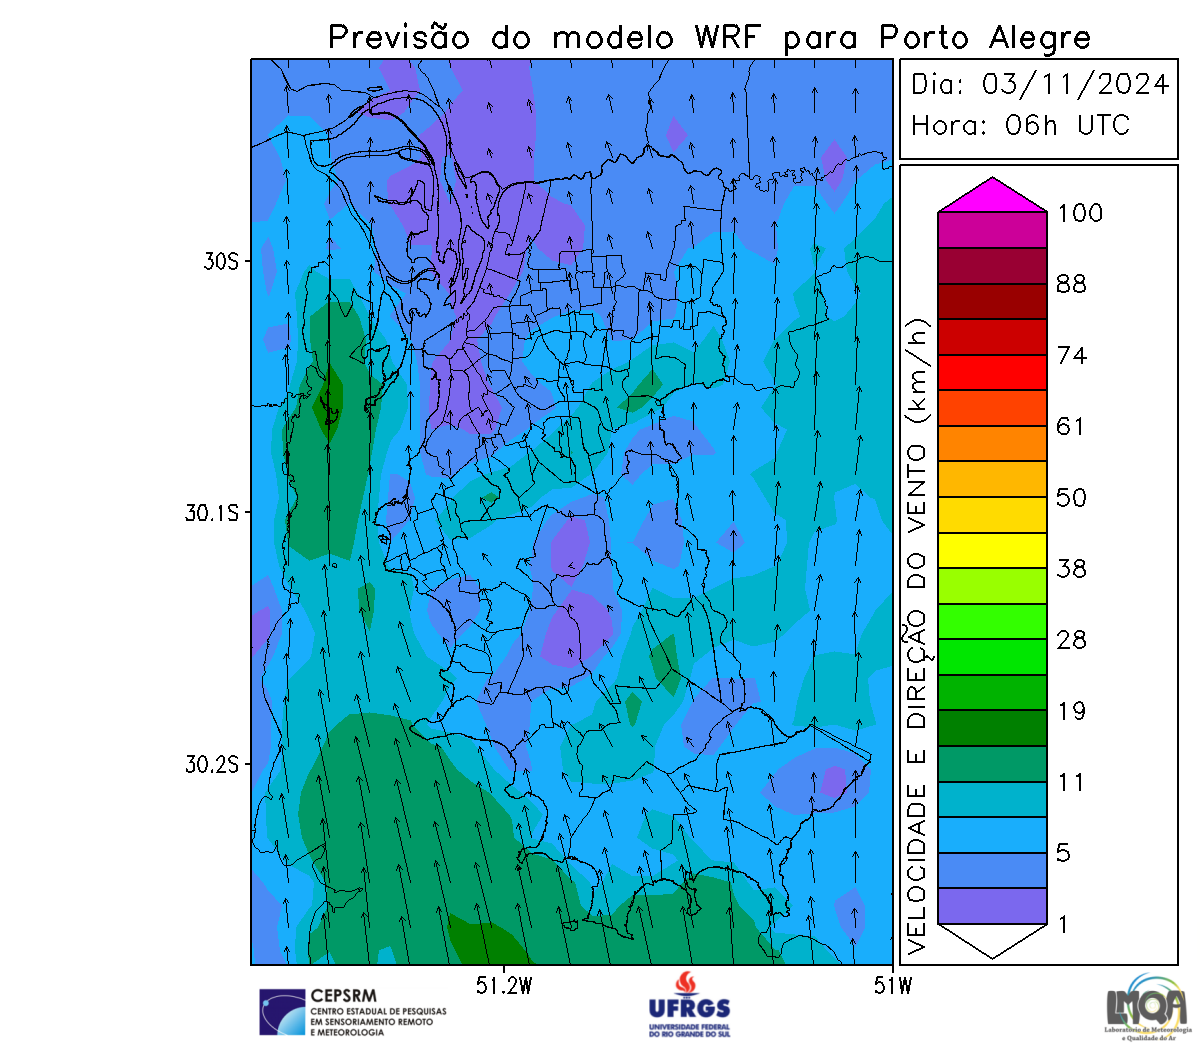 Previsão do modelo WRF para Porto Alegre
Dia: 03/11/2024
Hora: 06h UTC
30S
30.1S
30.2S
51.2W
51W
VELOCIDADE E DIREÇÃO DO VENTO (km/h)
100
88
74
61
50
38
28
19
11
5
1
CEPSRM
CENTRO ESTADUAL DE PESQUISAS
EM SENSORIAMENTO REMOTO
E METEOROLOGIA
UFRGS
UNIVERSIDADE FEDERAL
DO RIO GRANDE DO SUL
LMQA
Laboratório de Meteorologia
e Qualidade do Ar